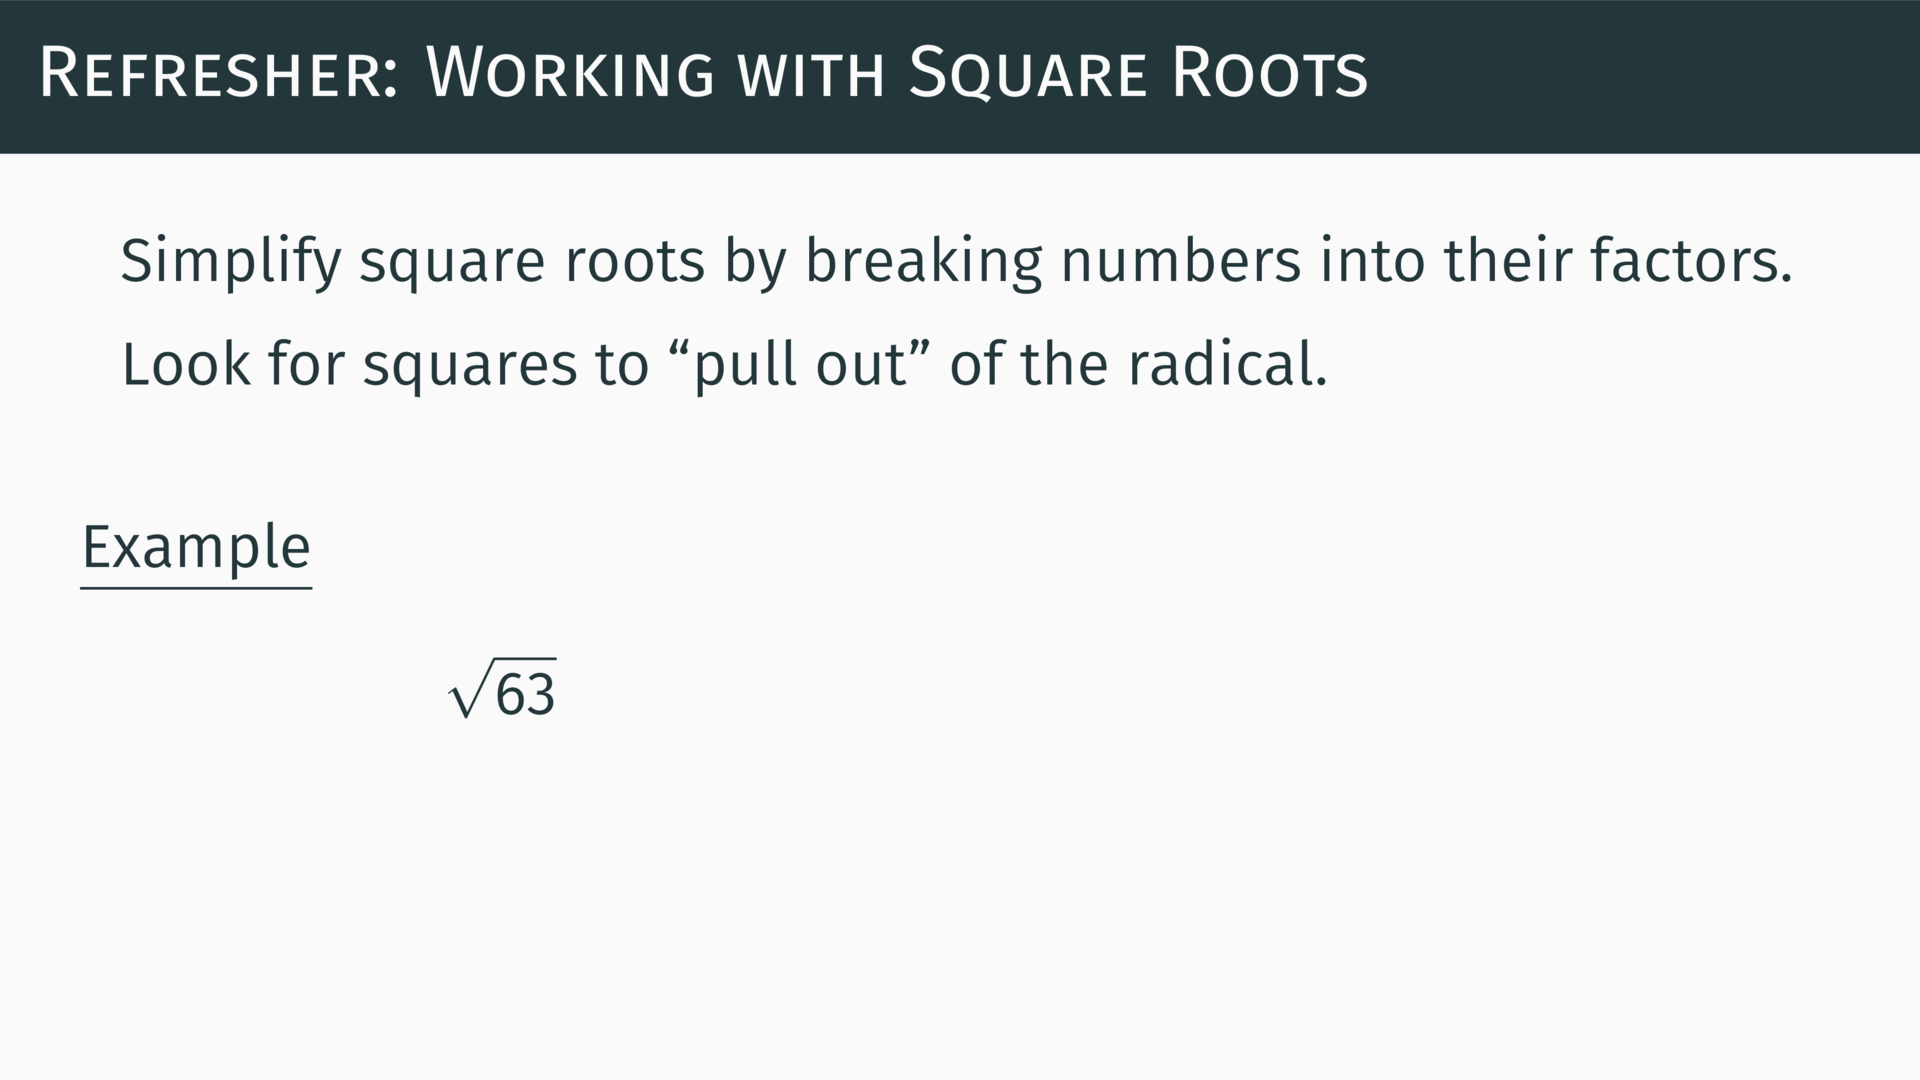 Refresher: Working with Square Roots
Simplify square roots by breaking numbers into their factors.
Look for squares to “pull out” of the radical.
Example
√63